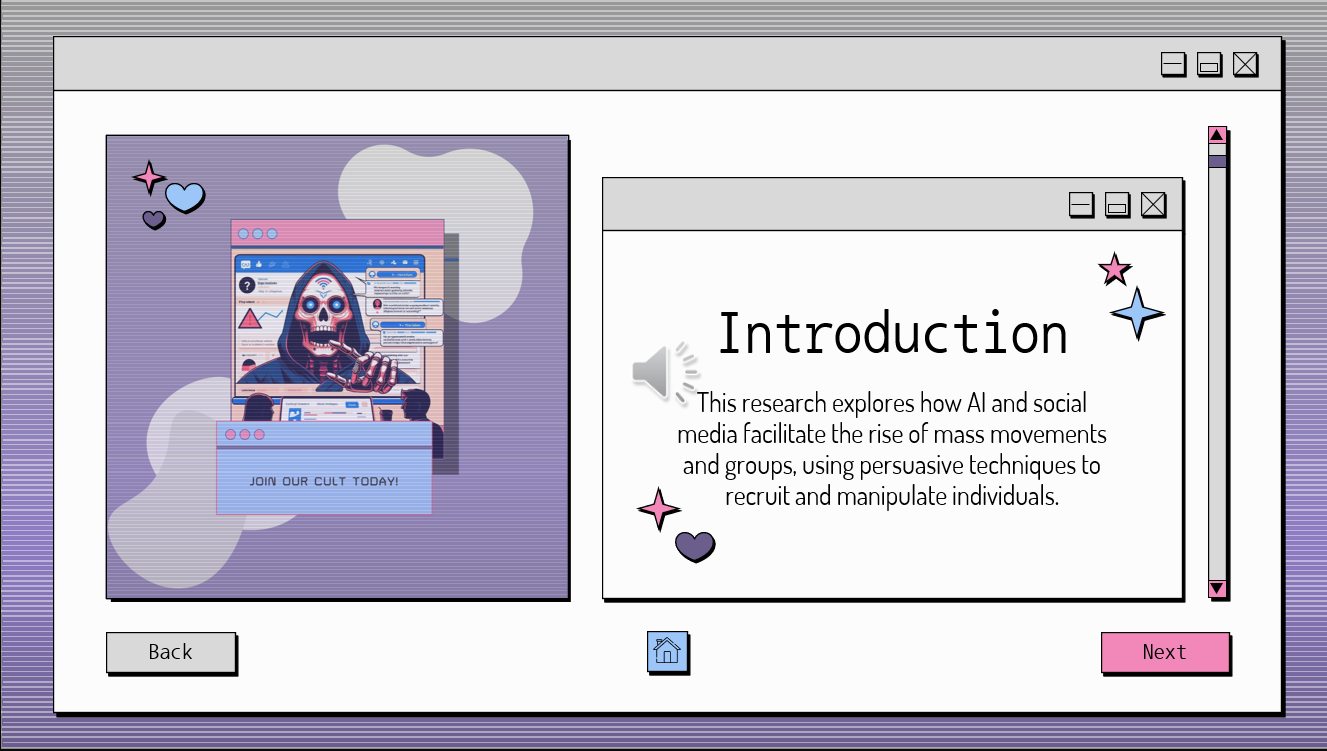 JOIN OUR CULT TODAY!
Introduction
This research explores how AI and social
media facilitate the rise of mass movements
and groups, using persuasive techniques to
recruit and manipulate individuals.
Back
Next